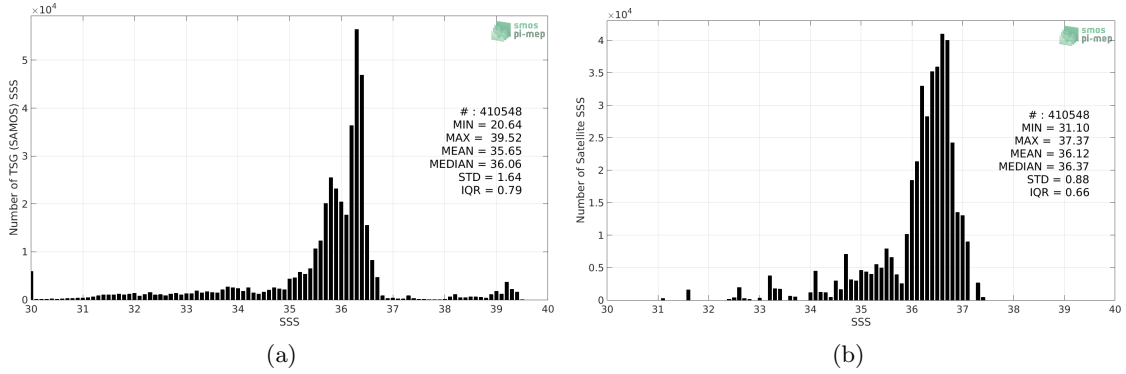 ×10⁴
smos
pi-mep
Number of TSG (SAMOS) SSS
5
4
3
2
1
0
# : 410548
MIN = 20.64
MAX = 39.52
MEAN = 35.65
MEDIAN = 36.06
STD = 1.64
IQR = 0.79
30 31 32 33 34 35 36 37 38 39 40
SSS
(a)
×10⁴
smos
pi-mep
Number of Satellite SSS
4
3.5
3
2.5
2
1.5
1
0.5
0
# : 410548
MIN = 31.10
MAX = 37.37
MEAN = 36.12
MEDIAN = 36.37
STD = 0.88
IQR = 0.66
30 31 32 33 34 35 36 37 38 39 40
SSS
(b)